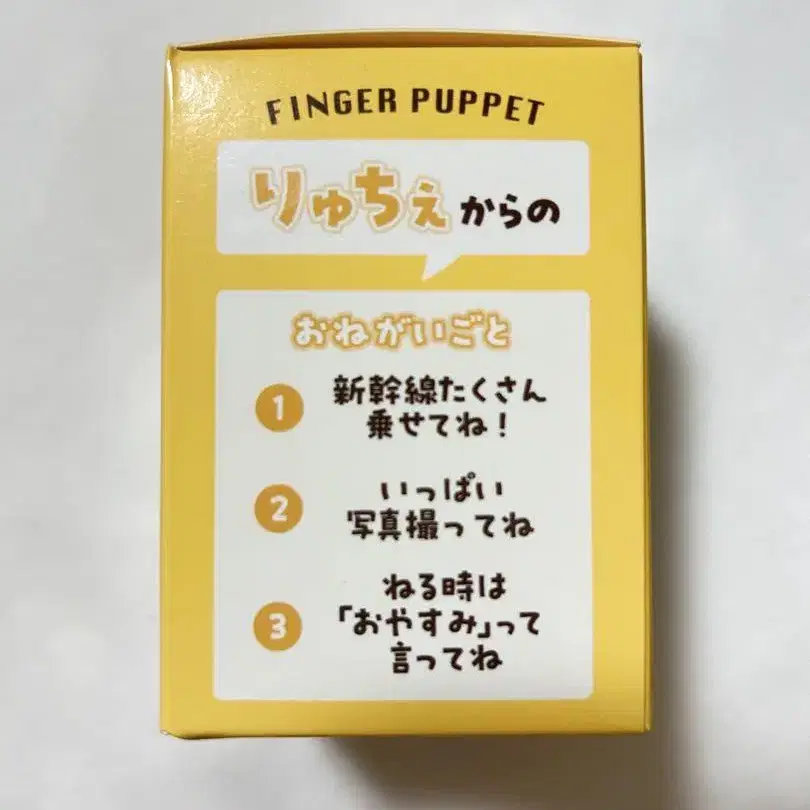 FINGER PUPPET
りゅちぇからの
おねがいごと
1 新幹線たくさん
乗せてね！
2 いっぱい
写真撮ってね
3 ねる時は
「おやすみ」って
言ってね